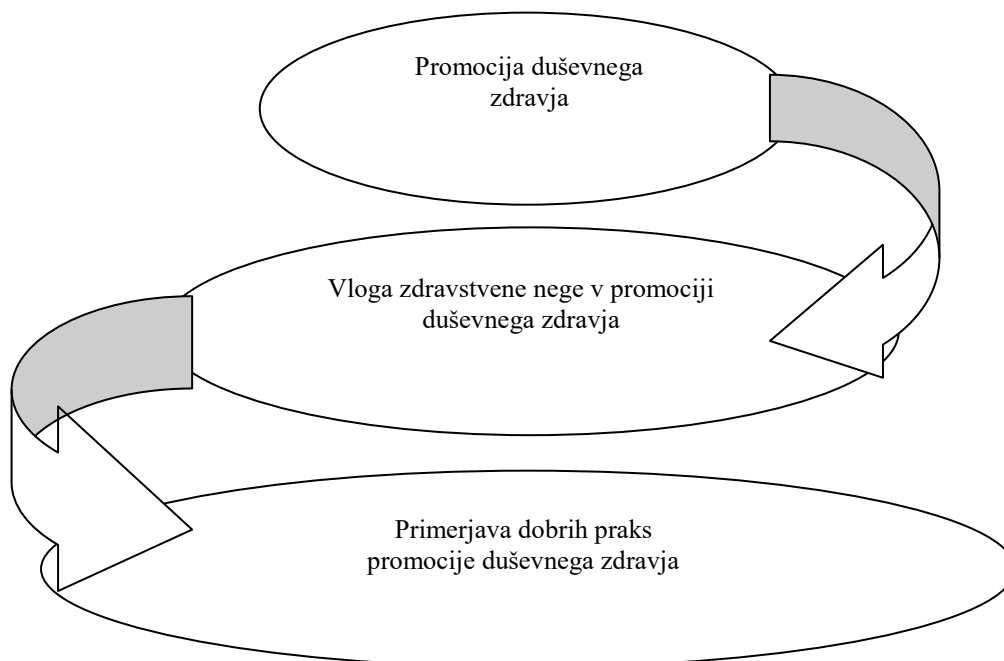 Promocija duševnega
zdravja
Vloga zdravstvene nege v promociji
duševnega zdravja
Primerjava dobrih praks
promocije duševnega zdravja